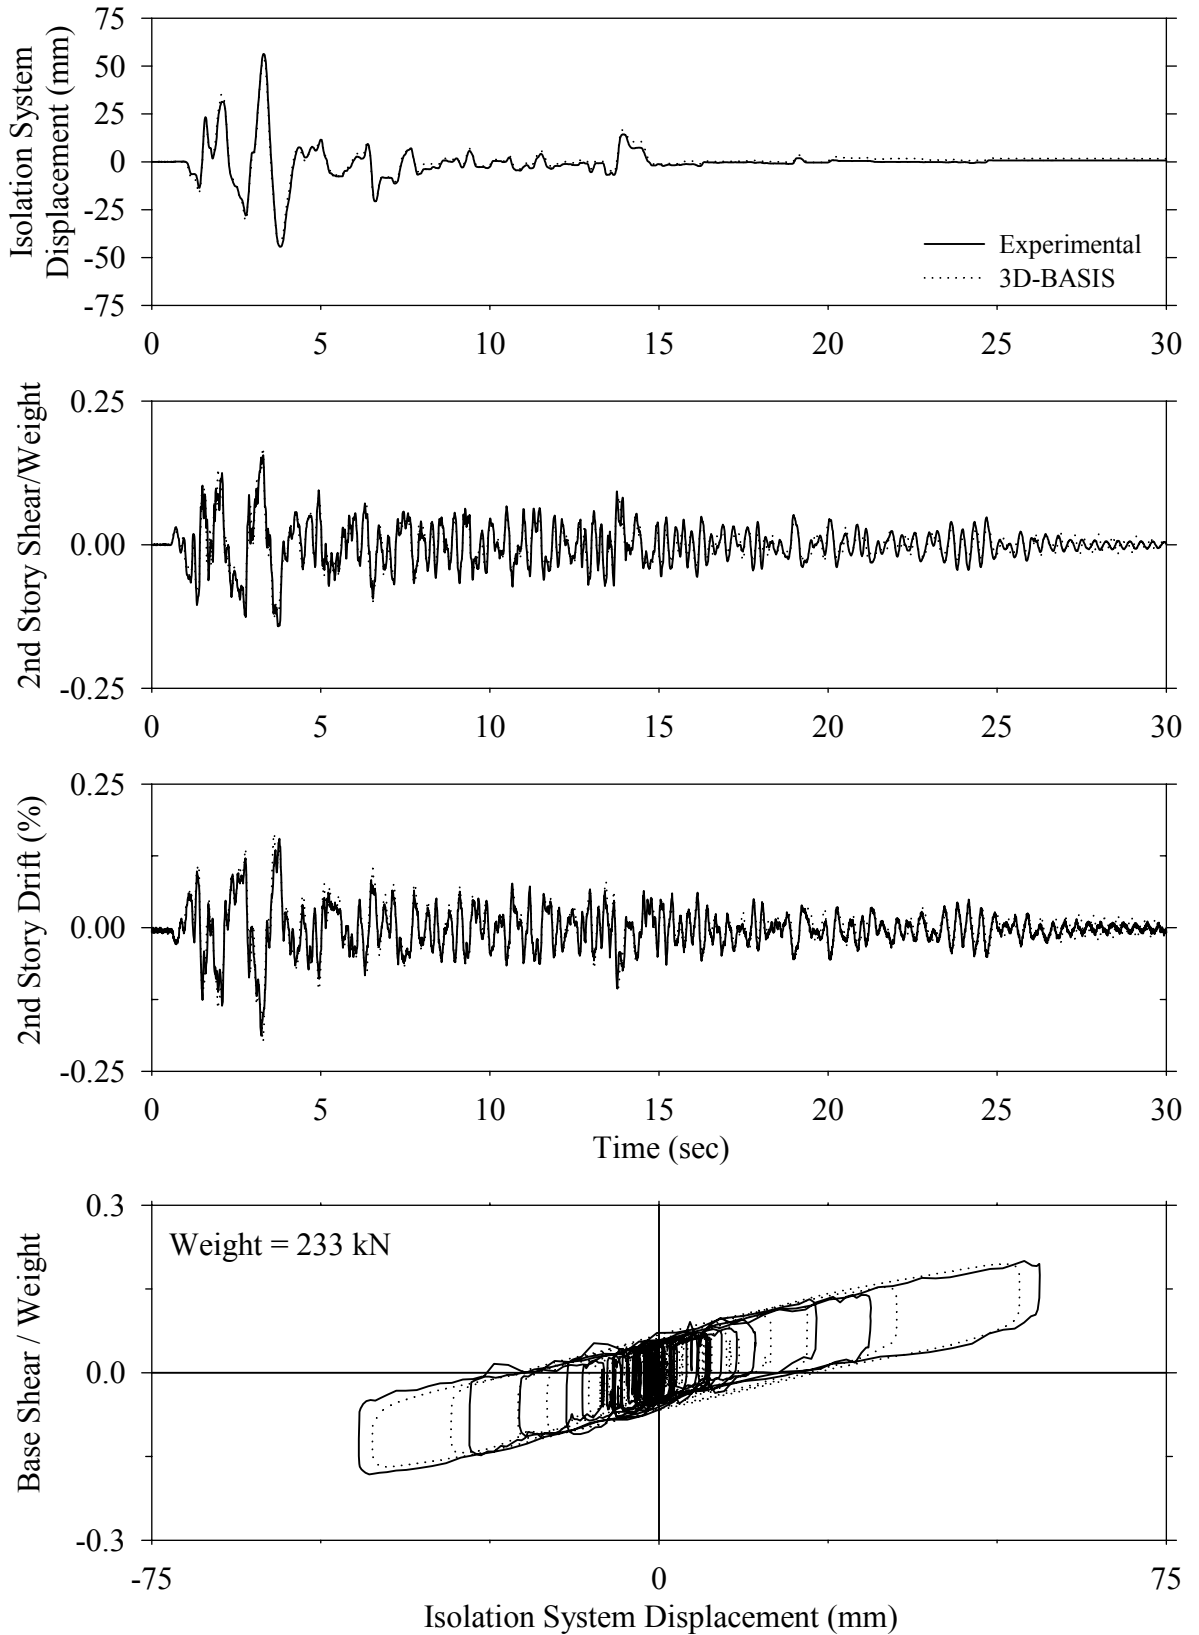 Isolation System
Displacement (mm)
75
50
25
0
-25
-50
-75
Experimental
3D-BASIS
0 5 10 15 20 25 30
2nd Story Shear/Weight
0.25
0.00
-0.25
0 5 10 15 20 25 30
2nd Story Drift (%)
0.25
0.00
-0.25
0 5 10 15 20 25 30
Time (sec)
Base Shear / Weight
0.3
0.0
-0.3
Weight = 233 kN
-75 0 75
Isolation System Displacement (mm)